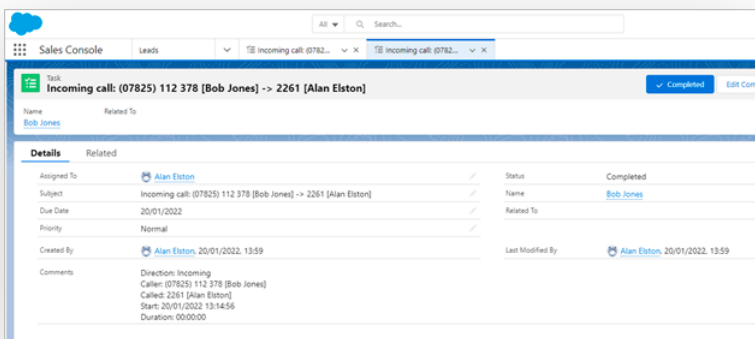 All
Search...
Sales Console
Leads
Incoming call: (0782...
Incoming call: (0782...
Task
Incoming call: (07825) 112 378 [Bob Jones] -> 2261 [Alan Elston]
Completed
Edit Com
Name
Related To
Bob Jones
Details
Related
Assigned To
Alan Elston
Status
Completed
Subject
Incoming call: (07825) 112 378 [Bob Jones] -> 2261 [Alan Elston]
Name
Bob Jones
Due Date
20/01/2022
Related To
Priority
Normal
Created By
Alan Elston, 20/01/2022, 13:59
Last Modified By
Alan Elston, 20/01/2022, 13:59
Comments
Direction: Incoming
Caller: (07825) 112 378 [Bob Jones]
Called: 2261 [Alan Elston]
Start: 20/01/2022 13:14:56
Duration: 00:00:00